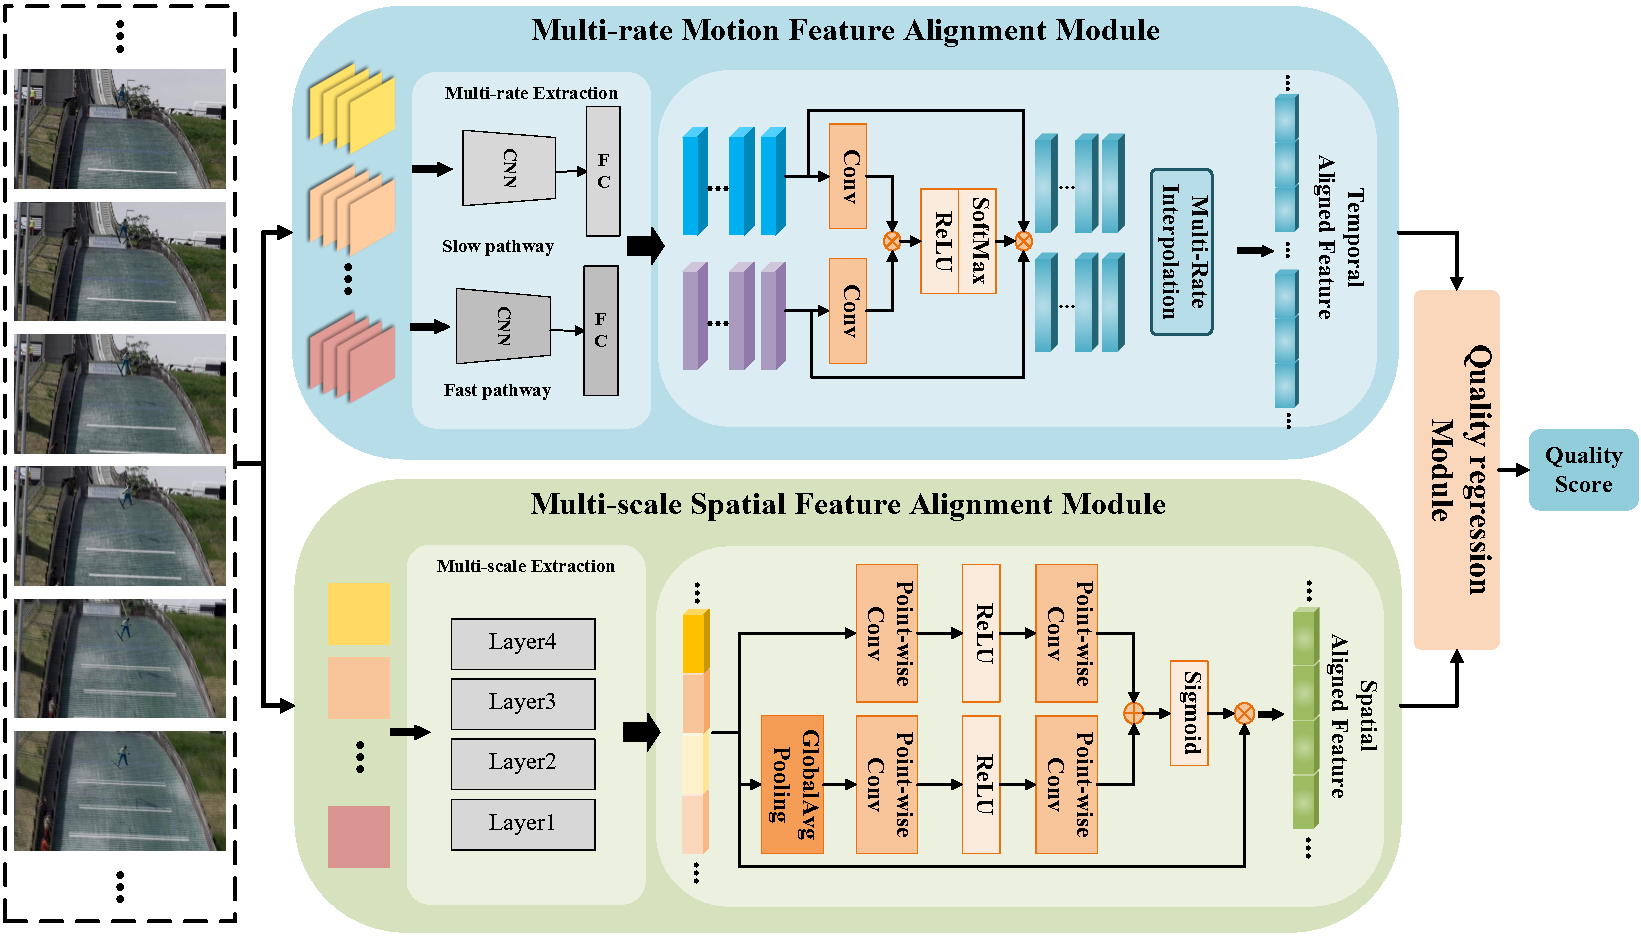 Multi-rate Motion Feature Alignment Module
Multi-rate Extraction
CNN
F
C
Slow pathway
CNN
F
C
Fast pathway
Conv
Conv
SoftMax
ReLU
Multi-Rate
Interpolation
Temporal
Aligned Feature
Multi-scale Spatial Feature Alignment Module
Multi-scale Extraction
Layer4
Layer3
Layer2
Layer1
Point-wise
Conv
ReLU
Point-wise
Conv
GlobalAvg
Pooling
Point-wise
Conv
ReLU
Point-wise
Conv
Sigmoid
Spatial
Aligned Feature
Quality regression
Module
Quality
Score